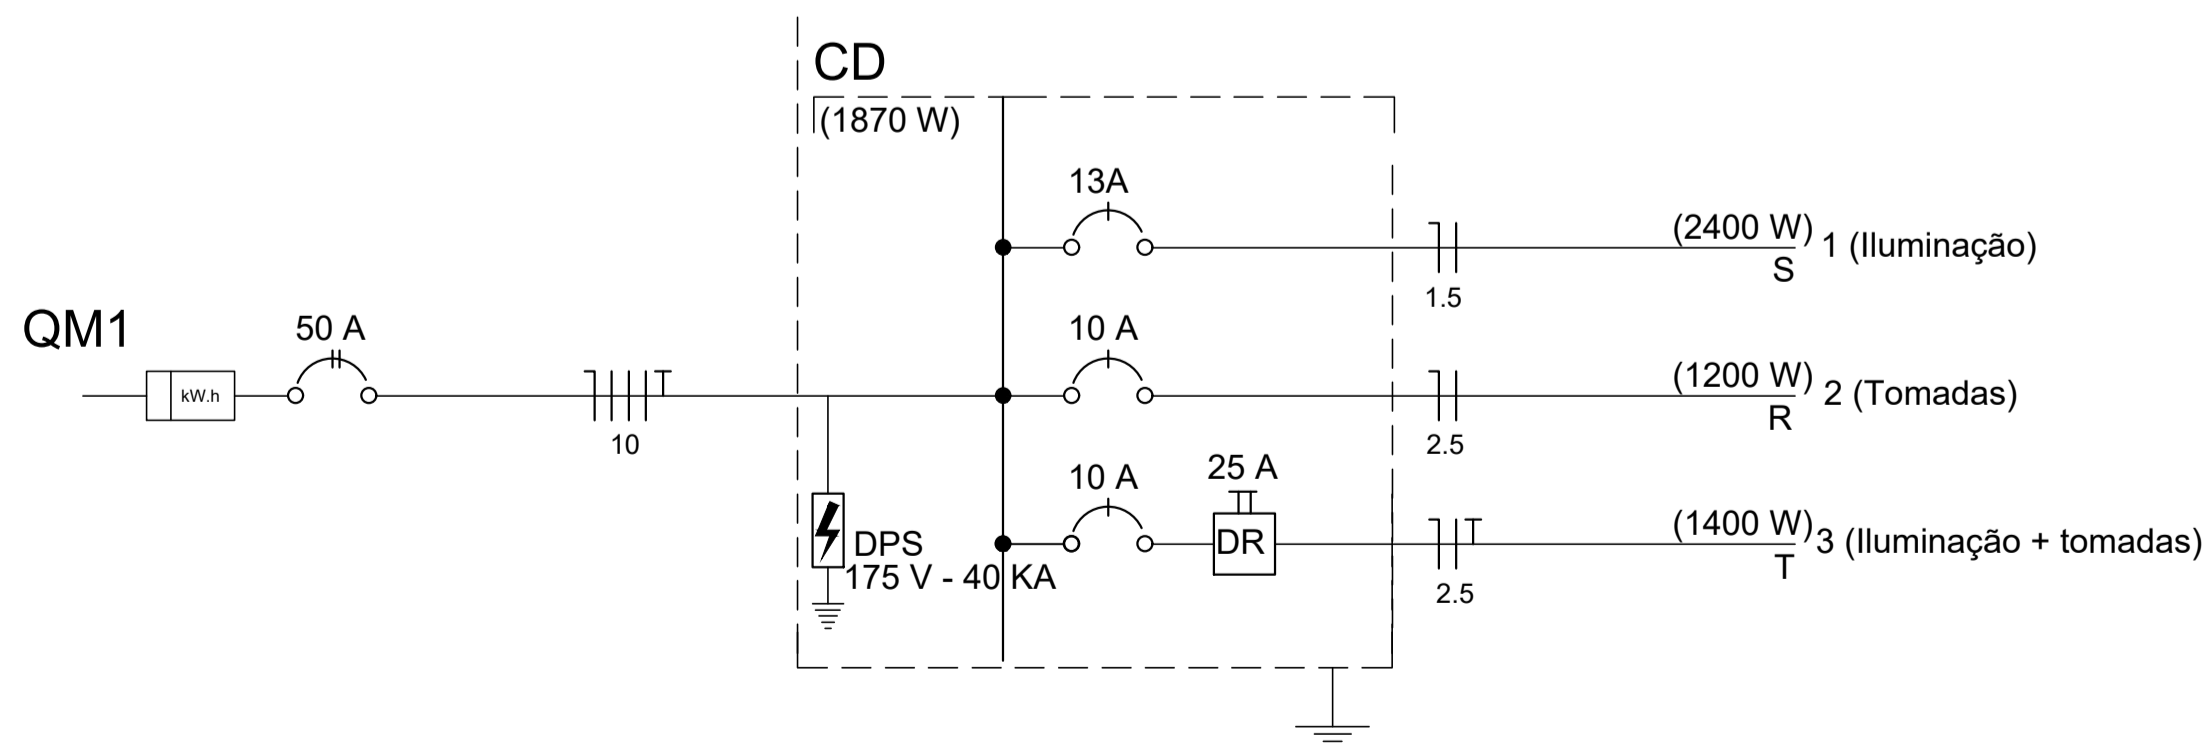 CD
(1870 W)
13A
(2400 W)
1 (Iluminação)
S
1.5
QM1
50 A
kW.h
10
10 A
(1200 W)
2 (Tomadas)
R
2.5
10 A
25 A
DR
(1400 W)
3 (Iluminação + tomadas)
T
2.5
DPS
175 V - 40 KA